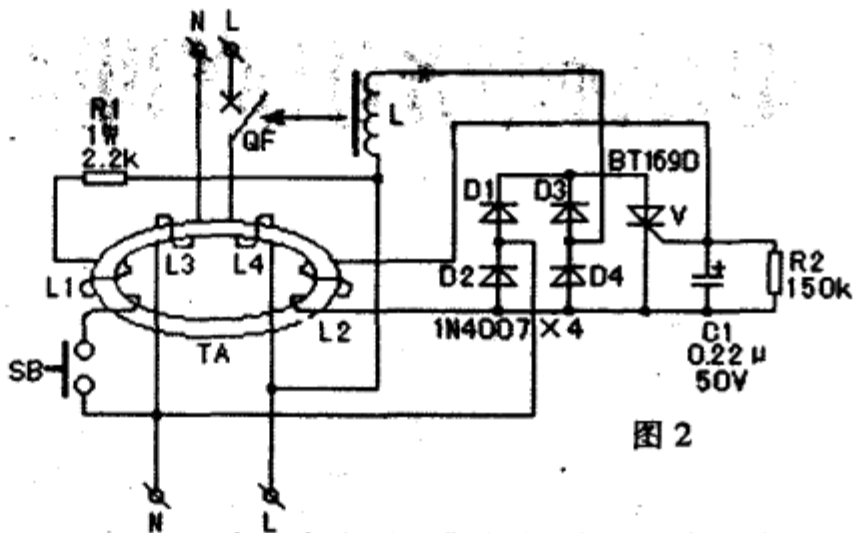 N L
R1
1W
2.2k
QF
L
BT169D
D1
D3
V
L3
L4
L1
D2
D4
R2
150k
L2
1N4007×4
TA
C1
0.22μ
50V
SB
图 2
N
L